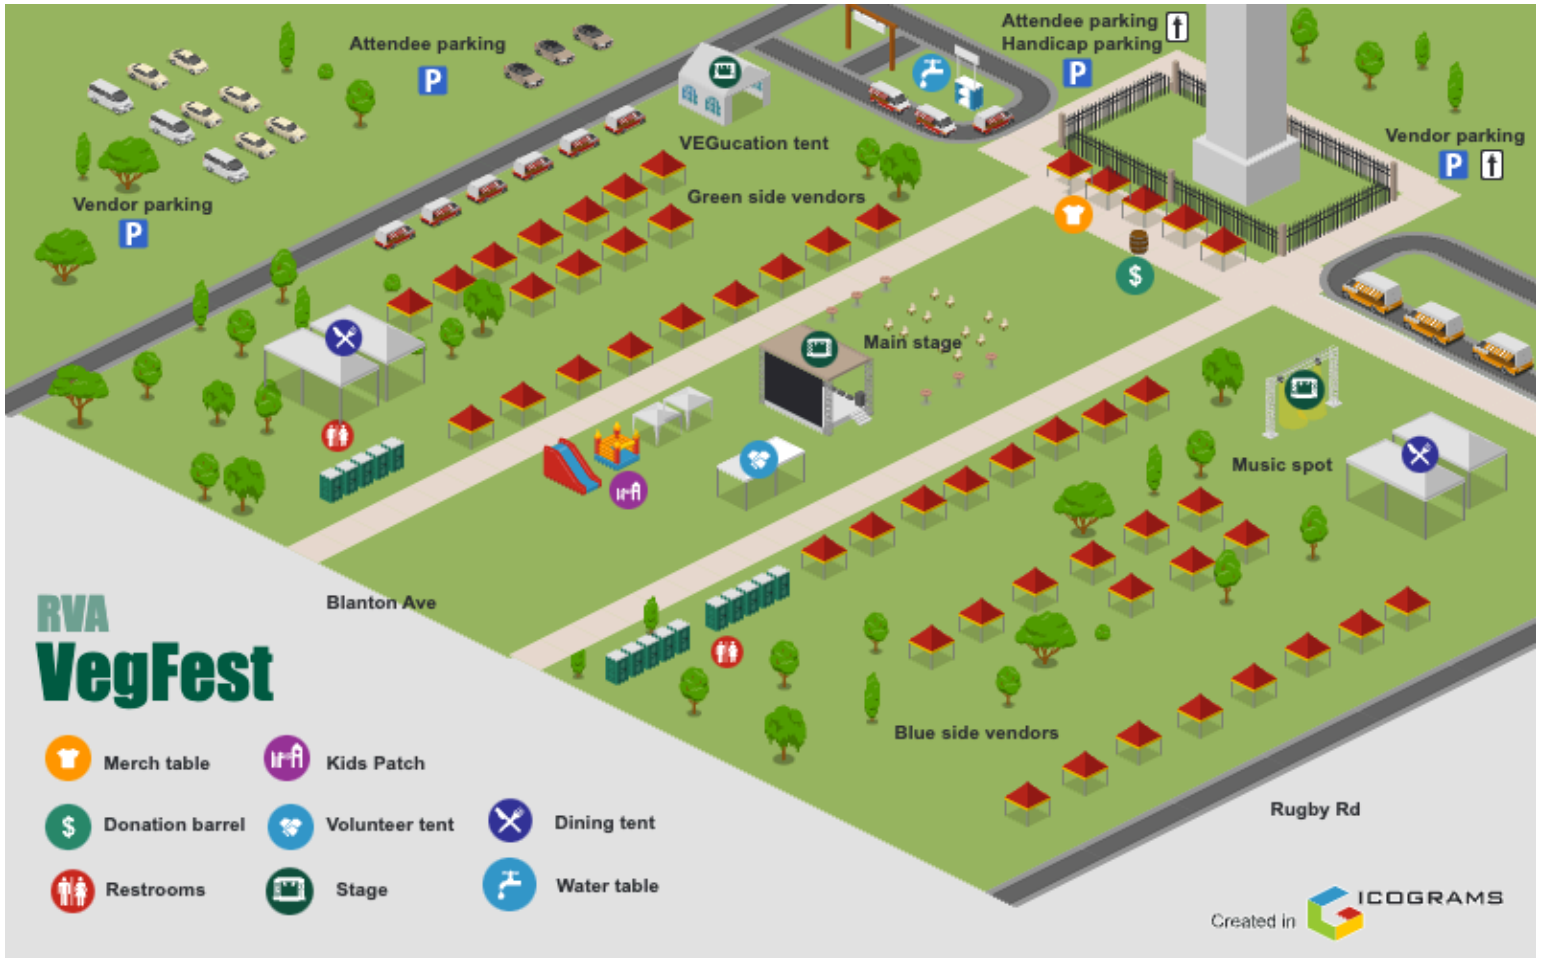 Attendee parking
P
Attendee parking
Handicap parking
P
Vendor parking
P
VEGucation tent
Vendor parking
P
Green side vendors
$
Main stage
Music spot
Blanton Ave
Blue side vendors
Rugby Rd
RVA
VegFest
Merch table
Kids Patch
$
Donation barrel
Volunteer tent
Dining tent
Restrooms
Stage
Water table
Created in
ICOGRAMS